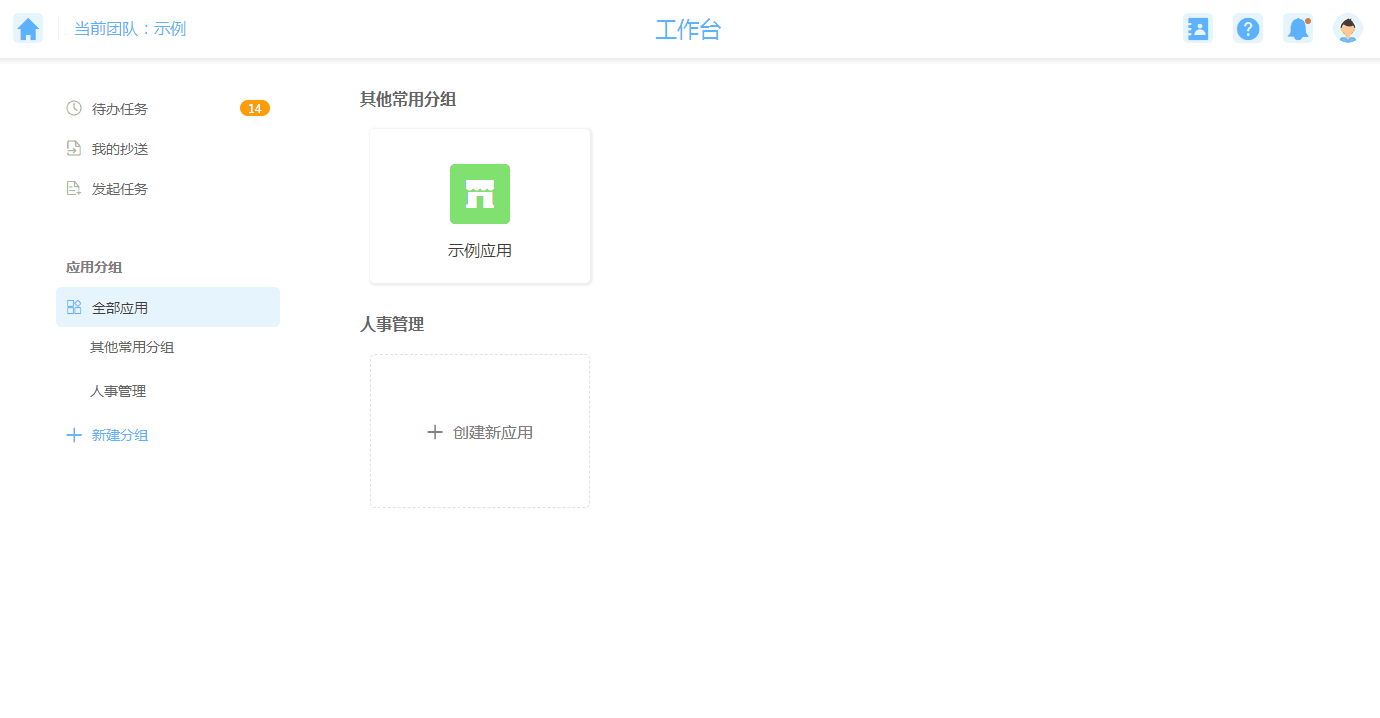 当前团队：示例
工作台
待办任务
14
我的抄送
发起任务
应用分组
全部应用
其他常用分组
人事管理
新建分组
其他常用分组
示例应用
人事管理
创建新应用